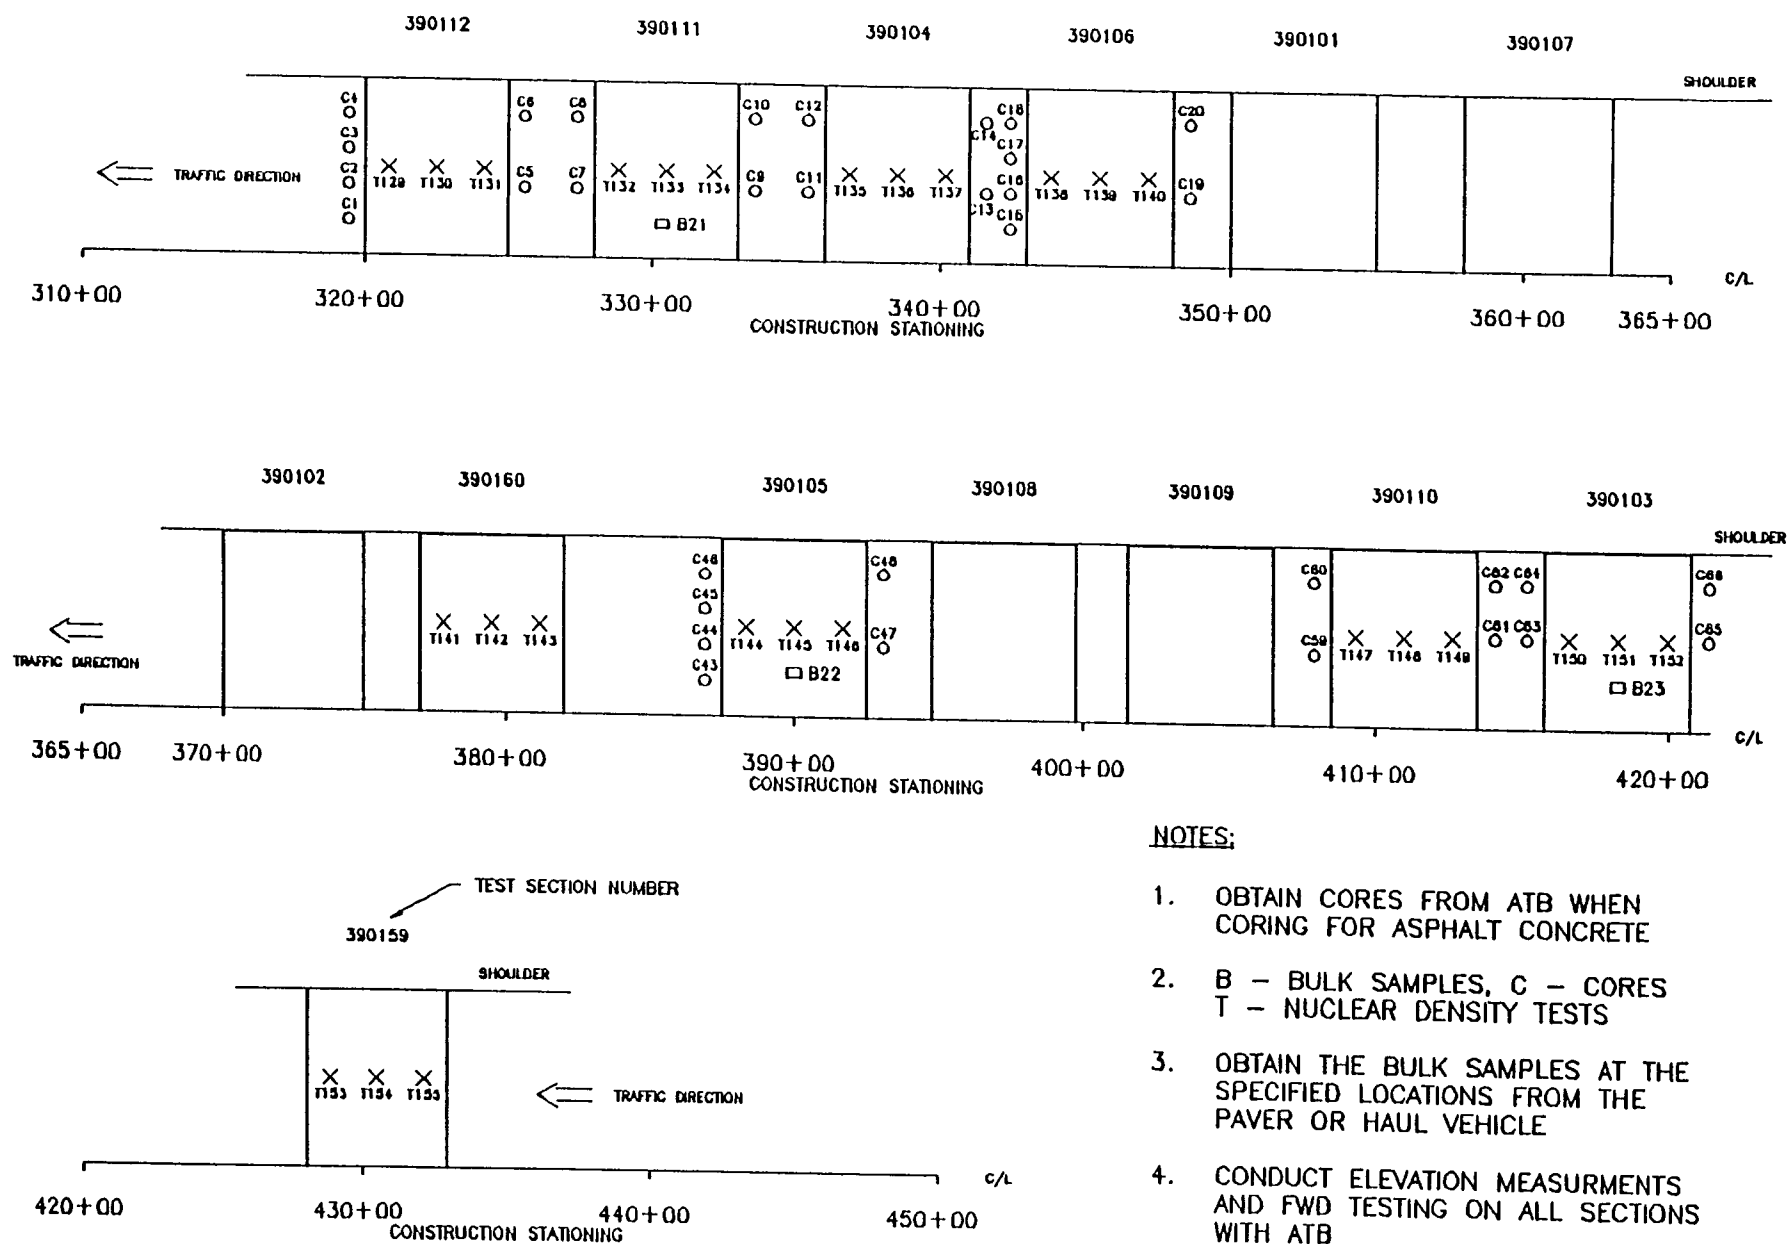 390112 390111 390104 390106 390101 390107
SHOULDER
C4 C6 C8 C10 C12 C18 C20
C3 C14 C17
C2 C5 C7 C9 C11 C16 C19
TRAFFIC DIRECTION
T129 T130 T131 T132 T133 T134 T135 T136 T137 T138 T139 T140
C1 C13 C15
B21
C/L
310+00 320+00 330+00 340+00 350+00 360+00 365+00
CONSTRUCTION STATIONING
390102 390160 390105 390108 390109 390110 390103
SHOULDER
C46 C48 C60 C62 C64 C66
C45
C44 C47 C59 C61 C63 C65
T141 T142 T143 T144 T145 T146 T147 T148 T149 T150 T151 T152
TRAFFIC DIRECTION
C43 B22 B23
C/L
365+00 370+00 380+00 390+00 400+00 410+00 420+00
CONSTRUCTION STATIONING
TEST SECTION NUMBER
390159
SHOULDER
T153 T154 T155
TRAFFIC DIRECTION
C/L
420+00 430+00 440+00 450+00
CONSTRUCTION STATIONING
NOTES:
1. OBTAIN CORES FROM ATB WHEN
CORING FOR ASPHALT CONCRETE
2. B – BULK SAMPLES, C – CORES
T – NUCLEAR DENSITY TESTS
3. OBTAIN THE BULK SAMPLES AT THE
SPECIFIED LOCATIONS FROM THE
PAVER OR HAUL VEHICLE
4. CONDUCT ELEVATION MEASURMENTS
AND FWD TESTING ON ALL SECTIONS
WITH ATB